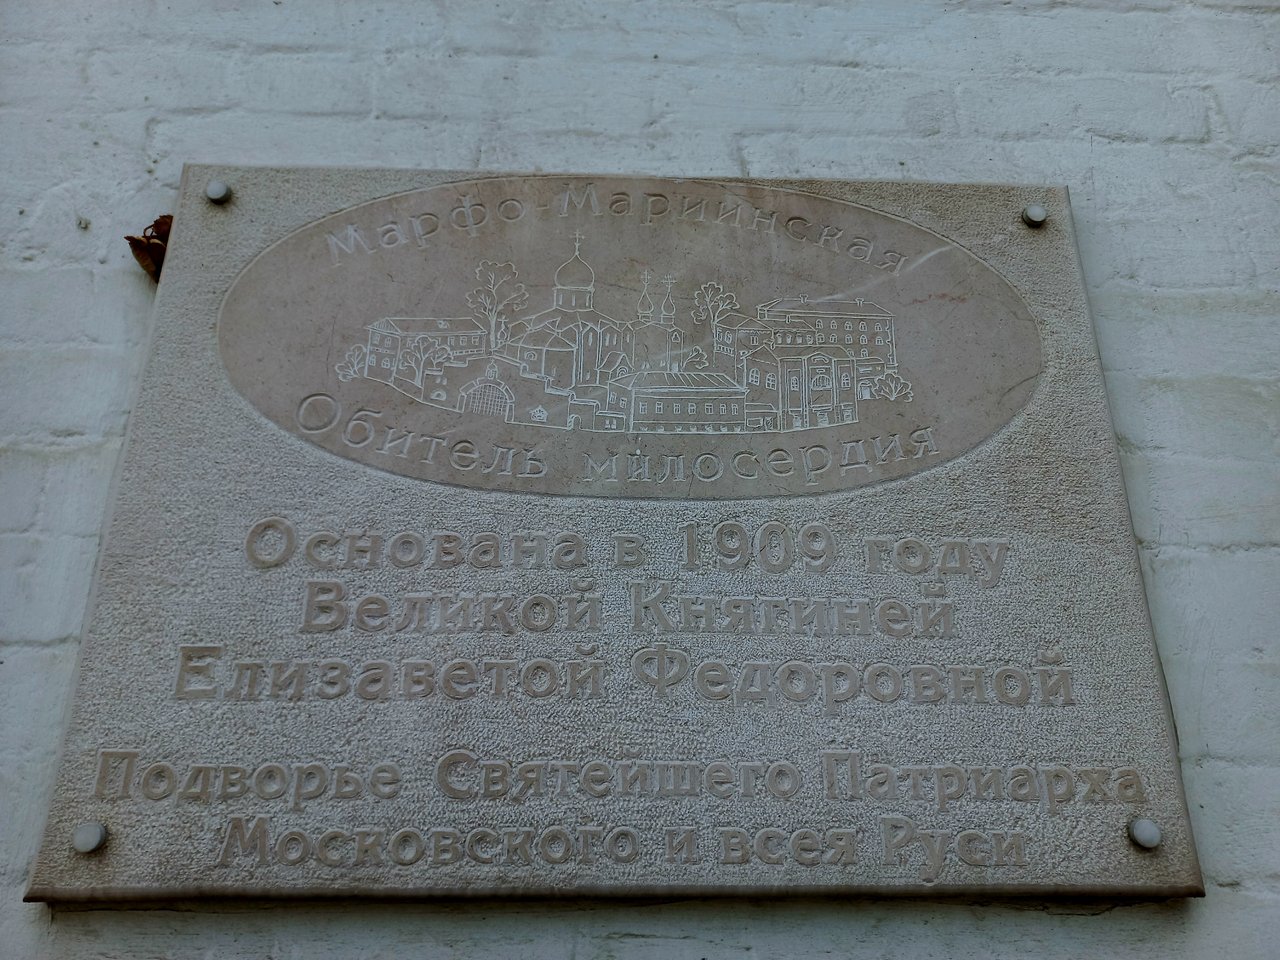 Марфо-Мариинская
Обитель милосердия
Основана в 1909 году
Великой Княгиней
Елизаветой Федоровной
Подворье Святейшего Патриарха
Московского и всея Руси